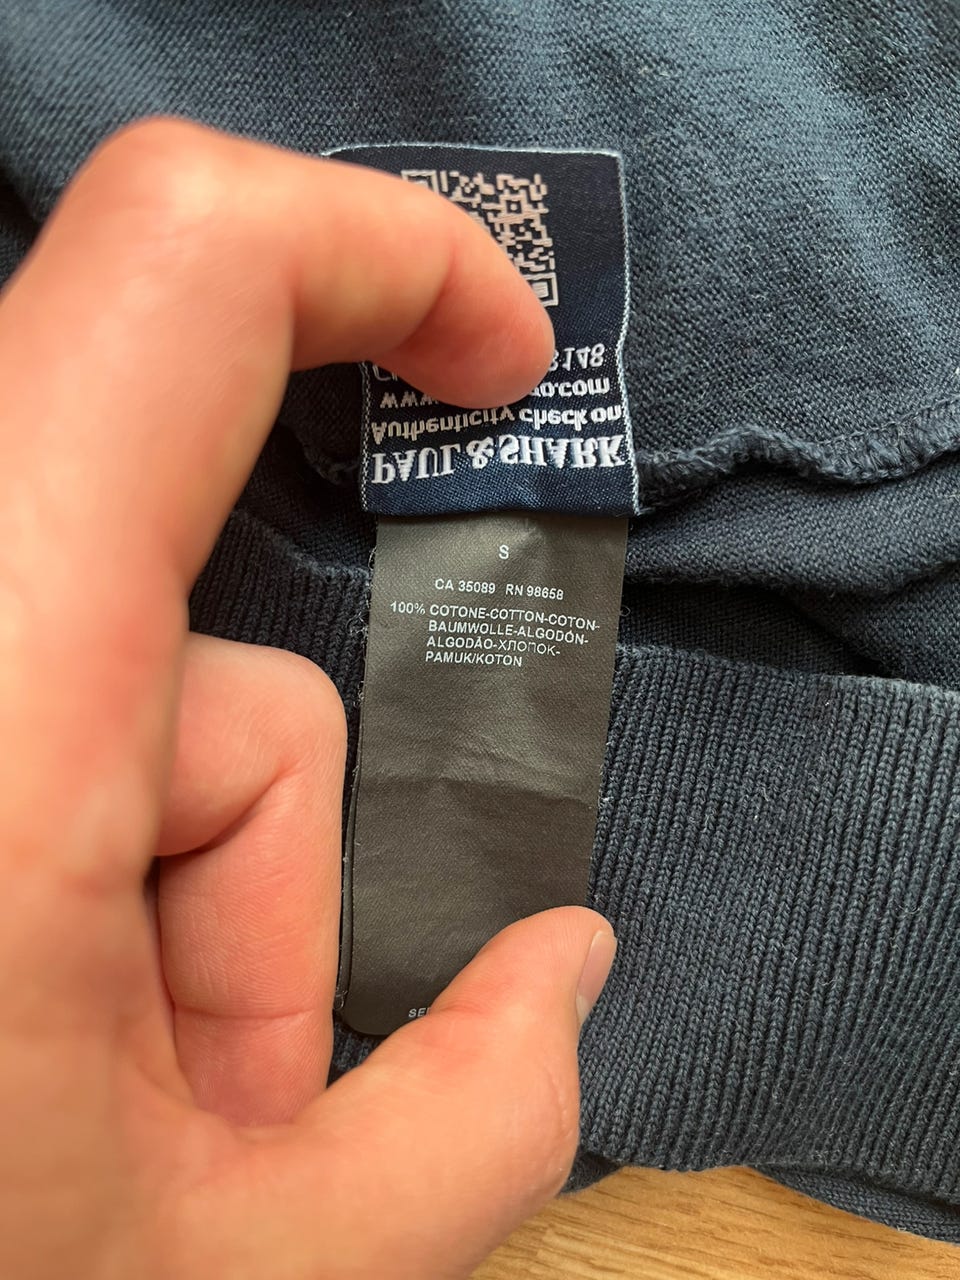 PAUL & SHARK
Authenticity check on
S
CA 35089 RN 98658
100% COTONE-COTTON-COTON-
BAUMWOLLE-ALGODÓN-
ALGODÃO-ХЛОПОК-
PAMUK/KOTON